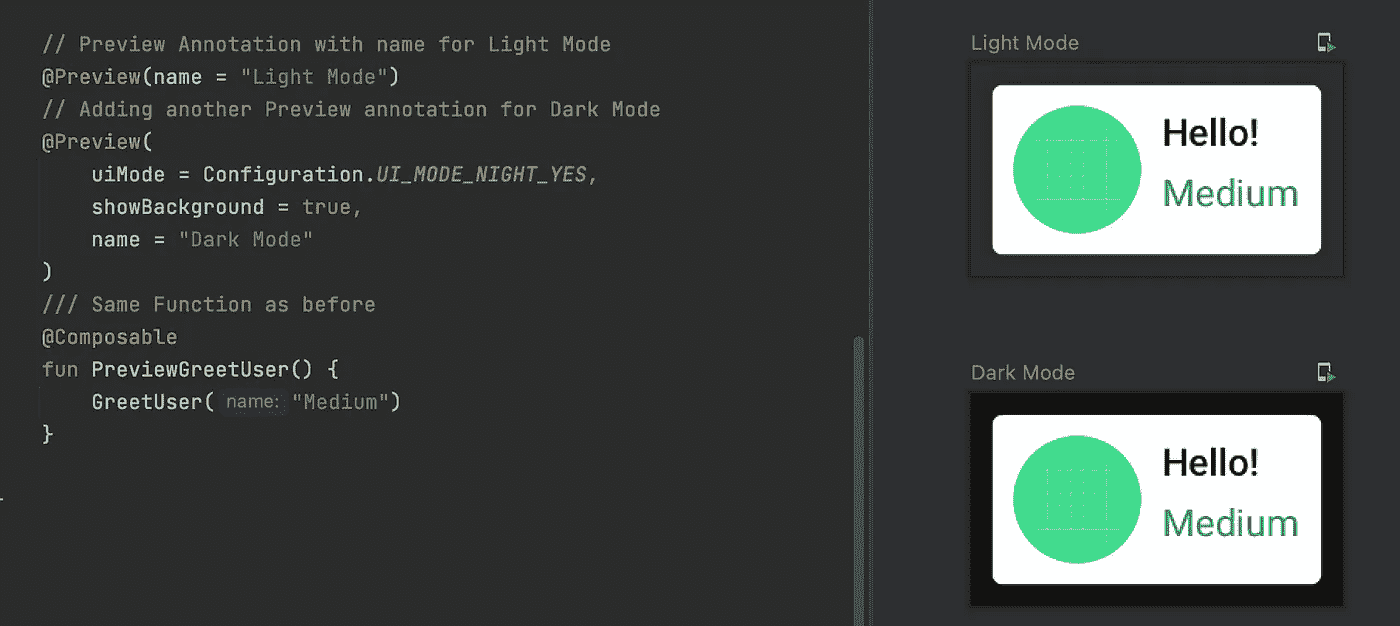 // Preview Annotation with name for Light Mode
@Preview(name = "Light Mode")
// Adding another Preview annotation for Dark Mode
@Preview(
    uiMode = Configuration.UI_MODE_NIGHT_YES,
    showBackground = true,
    name = "Dark Mode"
)
/// Same Function as before
@Composable
fun PreviewGreetUser() {
    GreetUser( name: "Medium")
}
Light Mode
Hello!
Medium
Dark Mode
Hello!
Medium